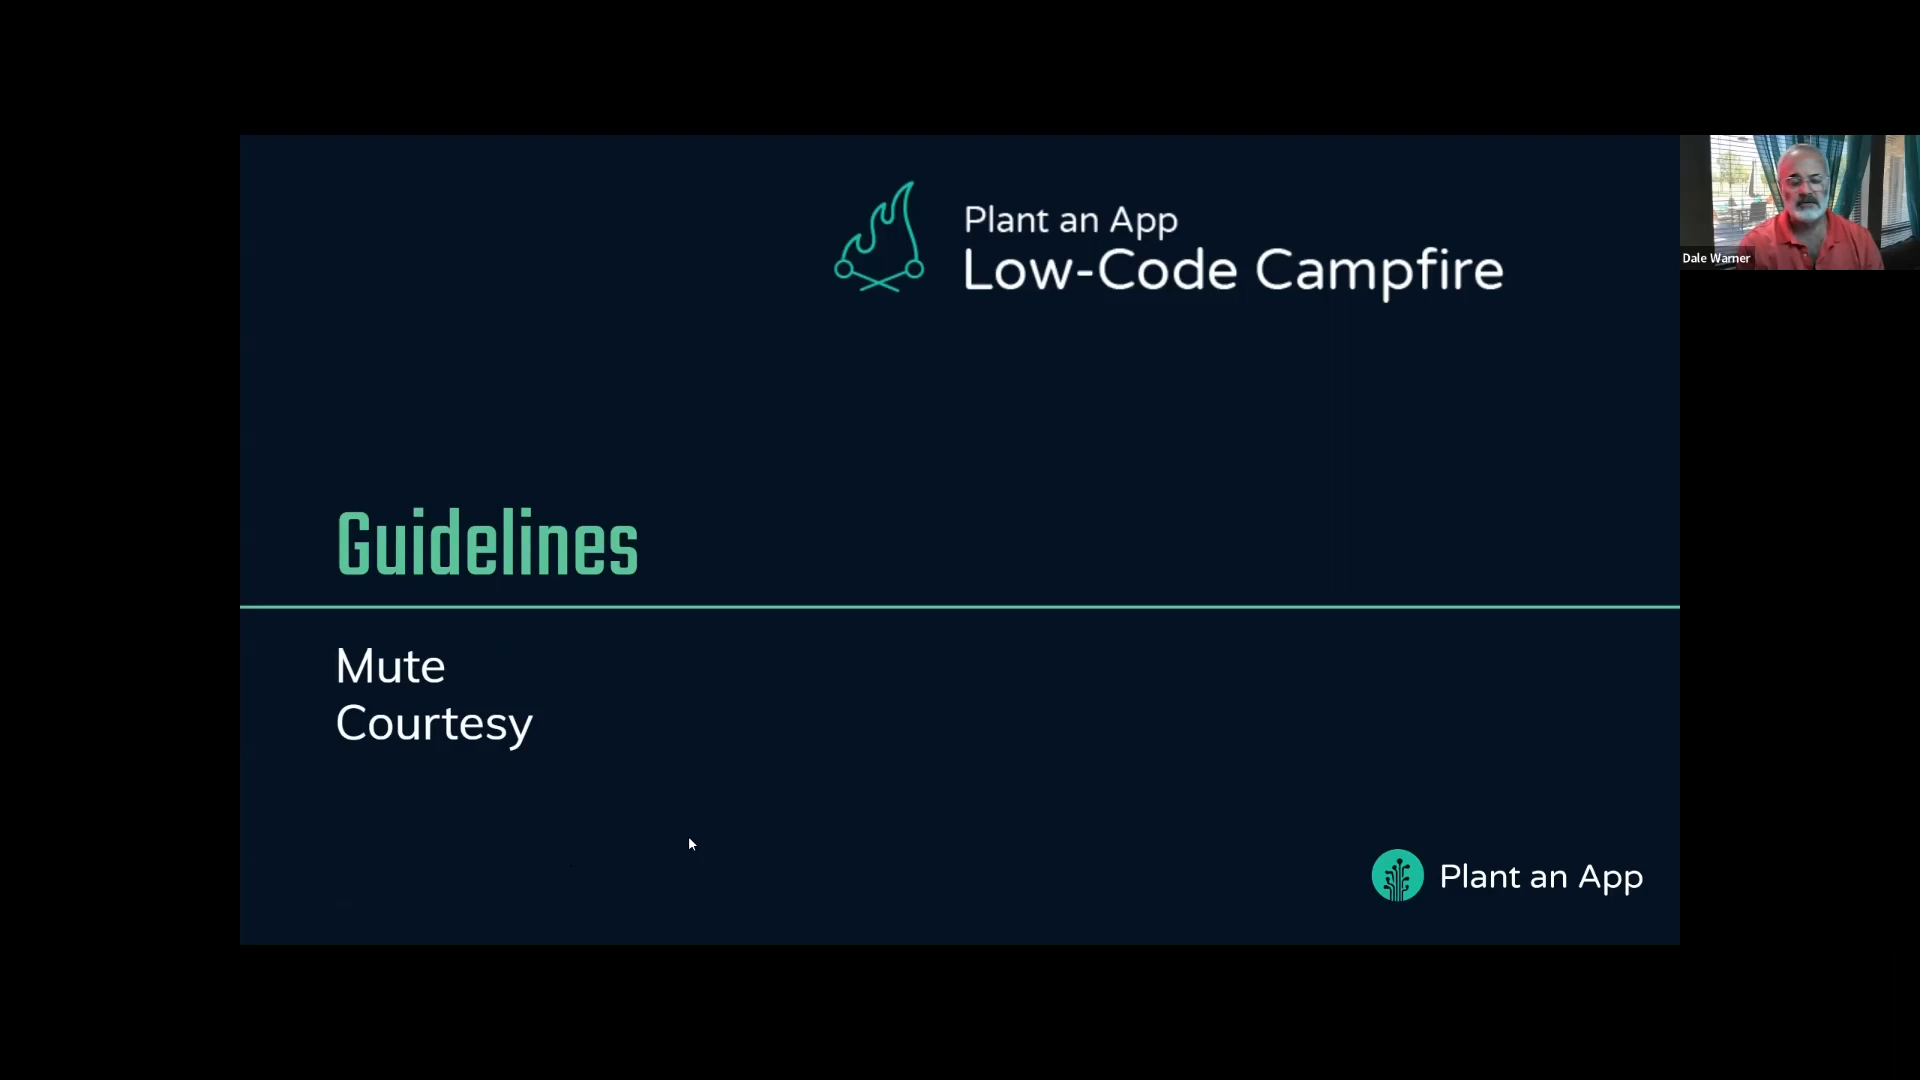 Plant an App
Low-Code Campfire
Dale Warner
Guidelines
Mute
Courtesy
Plant an App